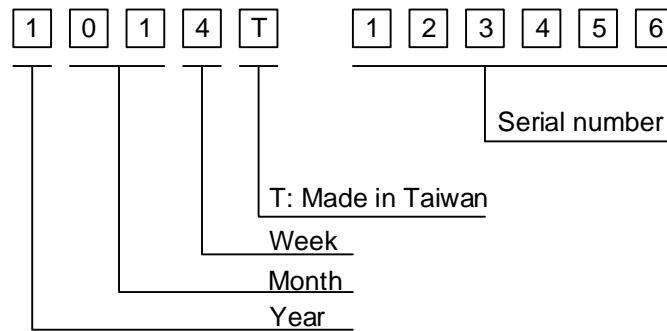 1 0 1 4 T 1 2 3 4 5 6
Serial number
T: Made in Taiwan
Week
Month
Year